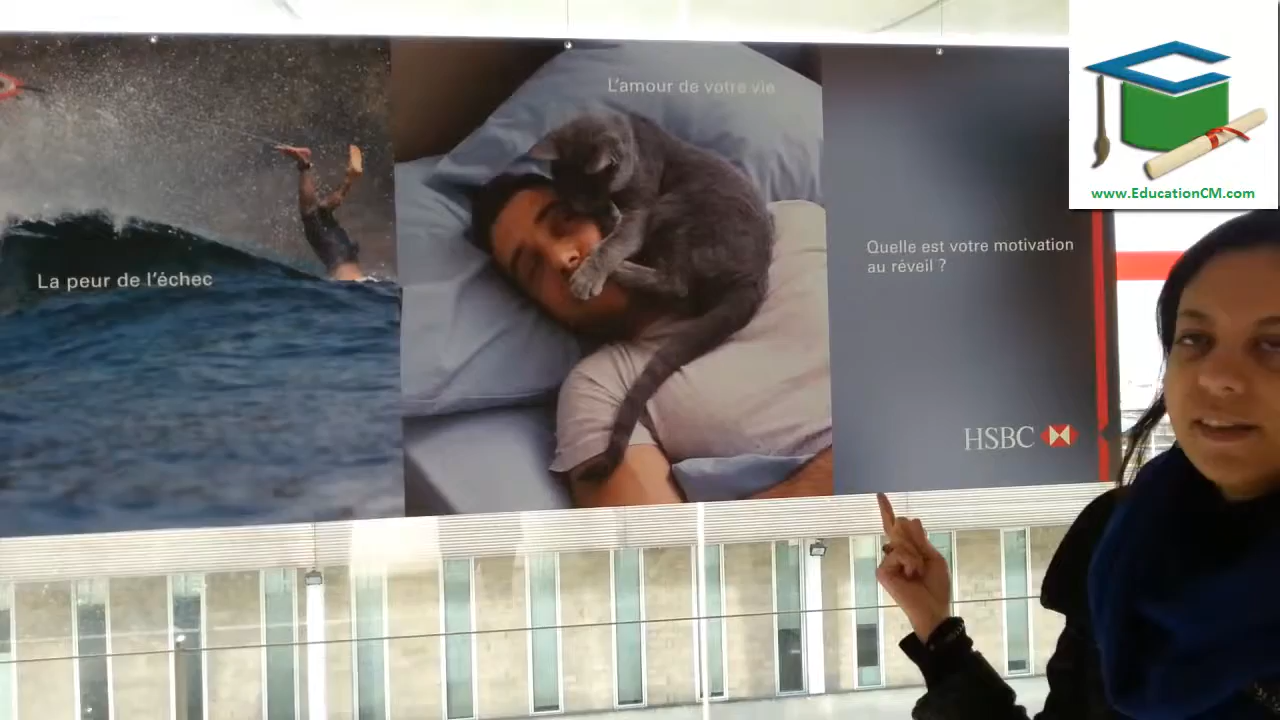 La peur de l'échec
L'amour de votre vie
Quelle est votre motivation
au réveil ?
HSBC
www.EducationCM.com